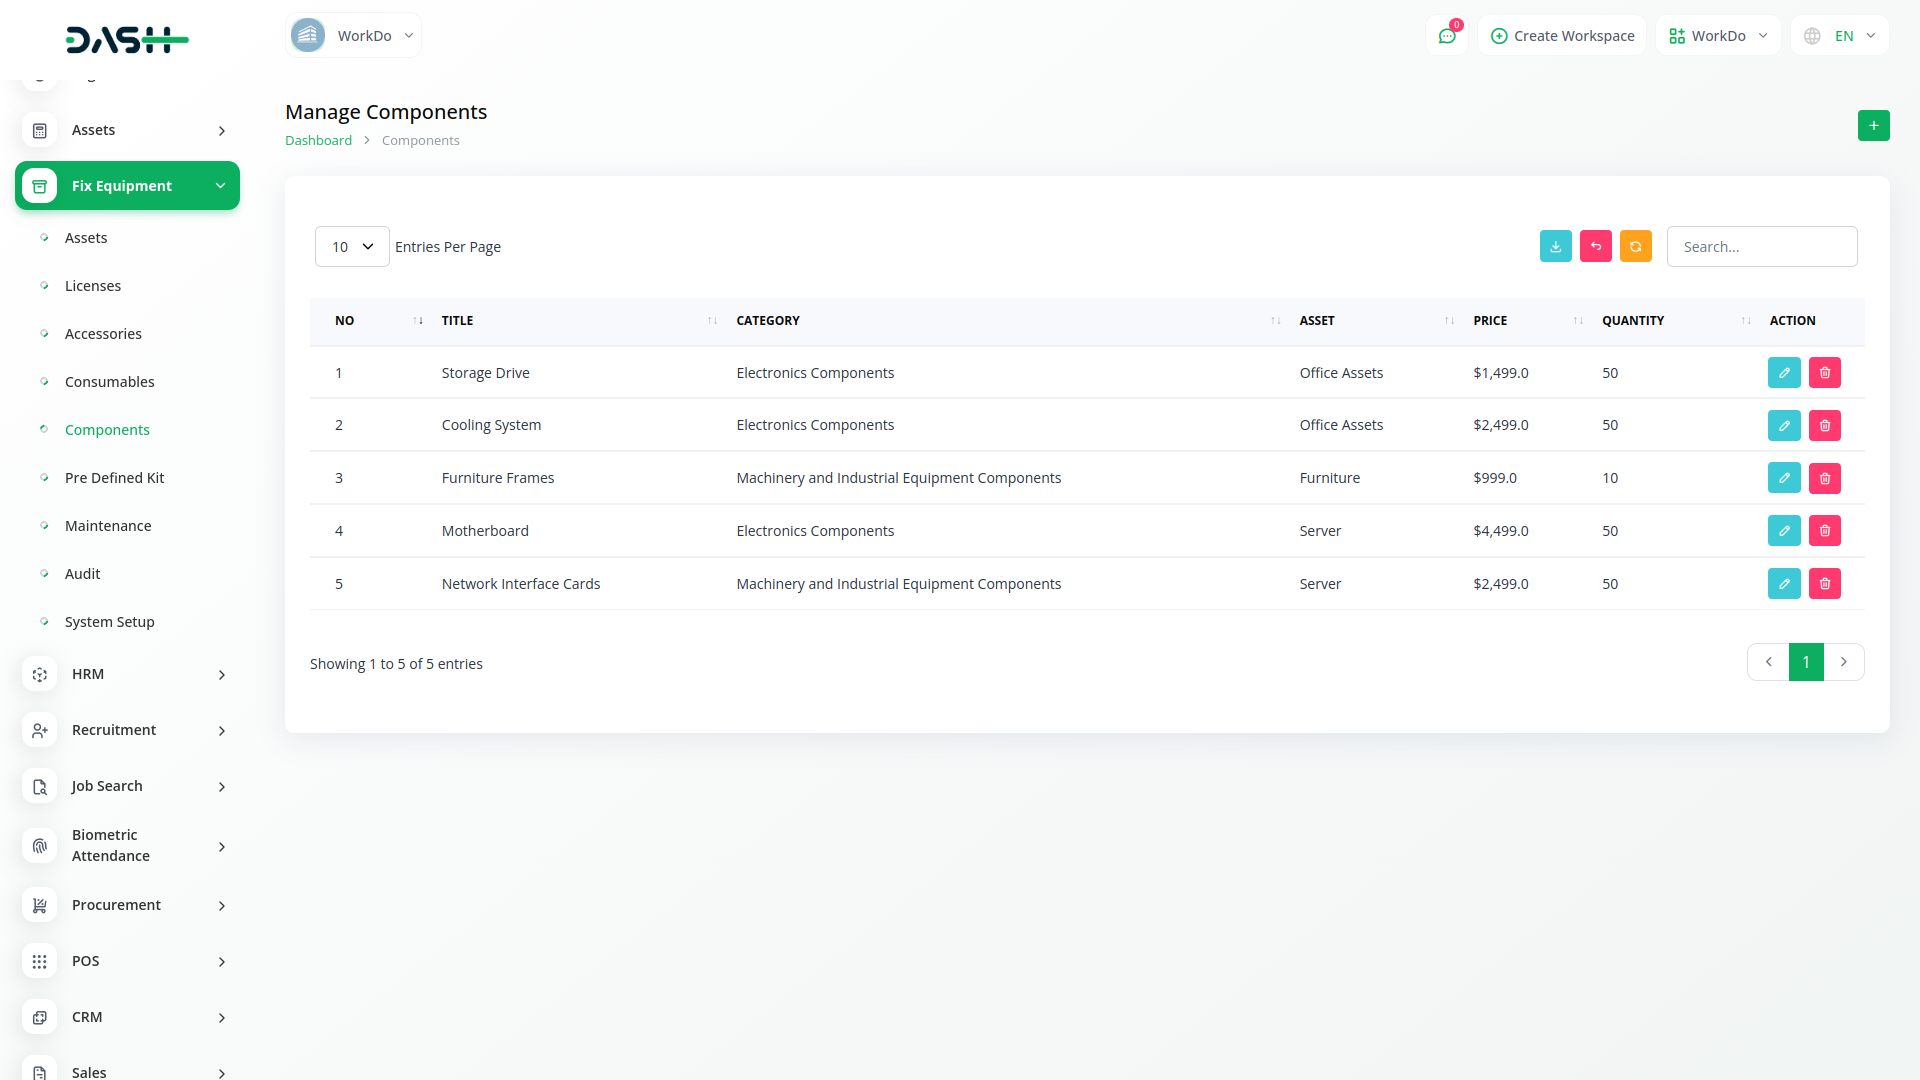 DASH
WorkDo
0
Create Workspace
WorkDo
EN
Assets
Fix Equipment
Assets
Licenses
Accessories
Consumables
Components
Pre Defined Kit
Maintenance
Audit
System Setup
HRM
Recruitment
Job Search
Biometric
Attendance
Procurement
POS
CRM
Sales
Manage Components
Dashboard > Components
10 Entries Per Page
Search...
NO TITLE CATEGORY ASSET PRICE QUANTITY ACTION
1 Storage Drive Electronics Components Office Assets $1,499.0 50
2 Cooling System Electronics Components Office Assets $2,499.0 50
3 Furniture Frames Machinery and Industrial Equipment Components Furniture $999.0 10
4 Motherboard Electronics Components Server $4,499.0 50
5 Network Interface Cards Machinery and Industrial Equipment Components Server $2,499.0 50
Showing 1 to 5 of 5 entries
1